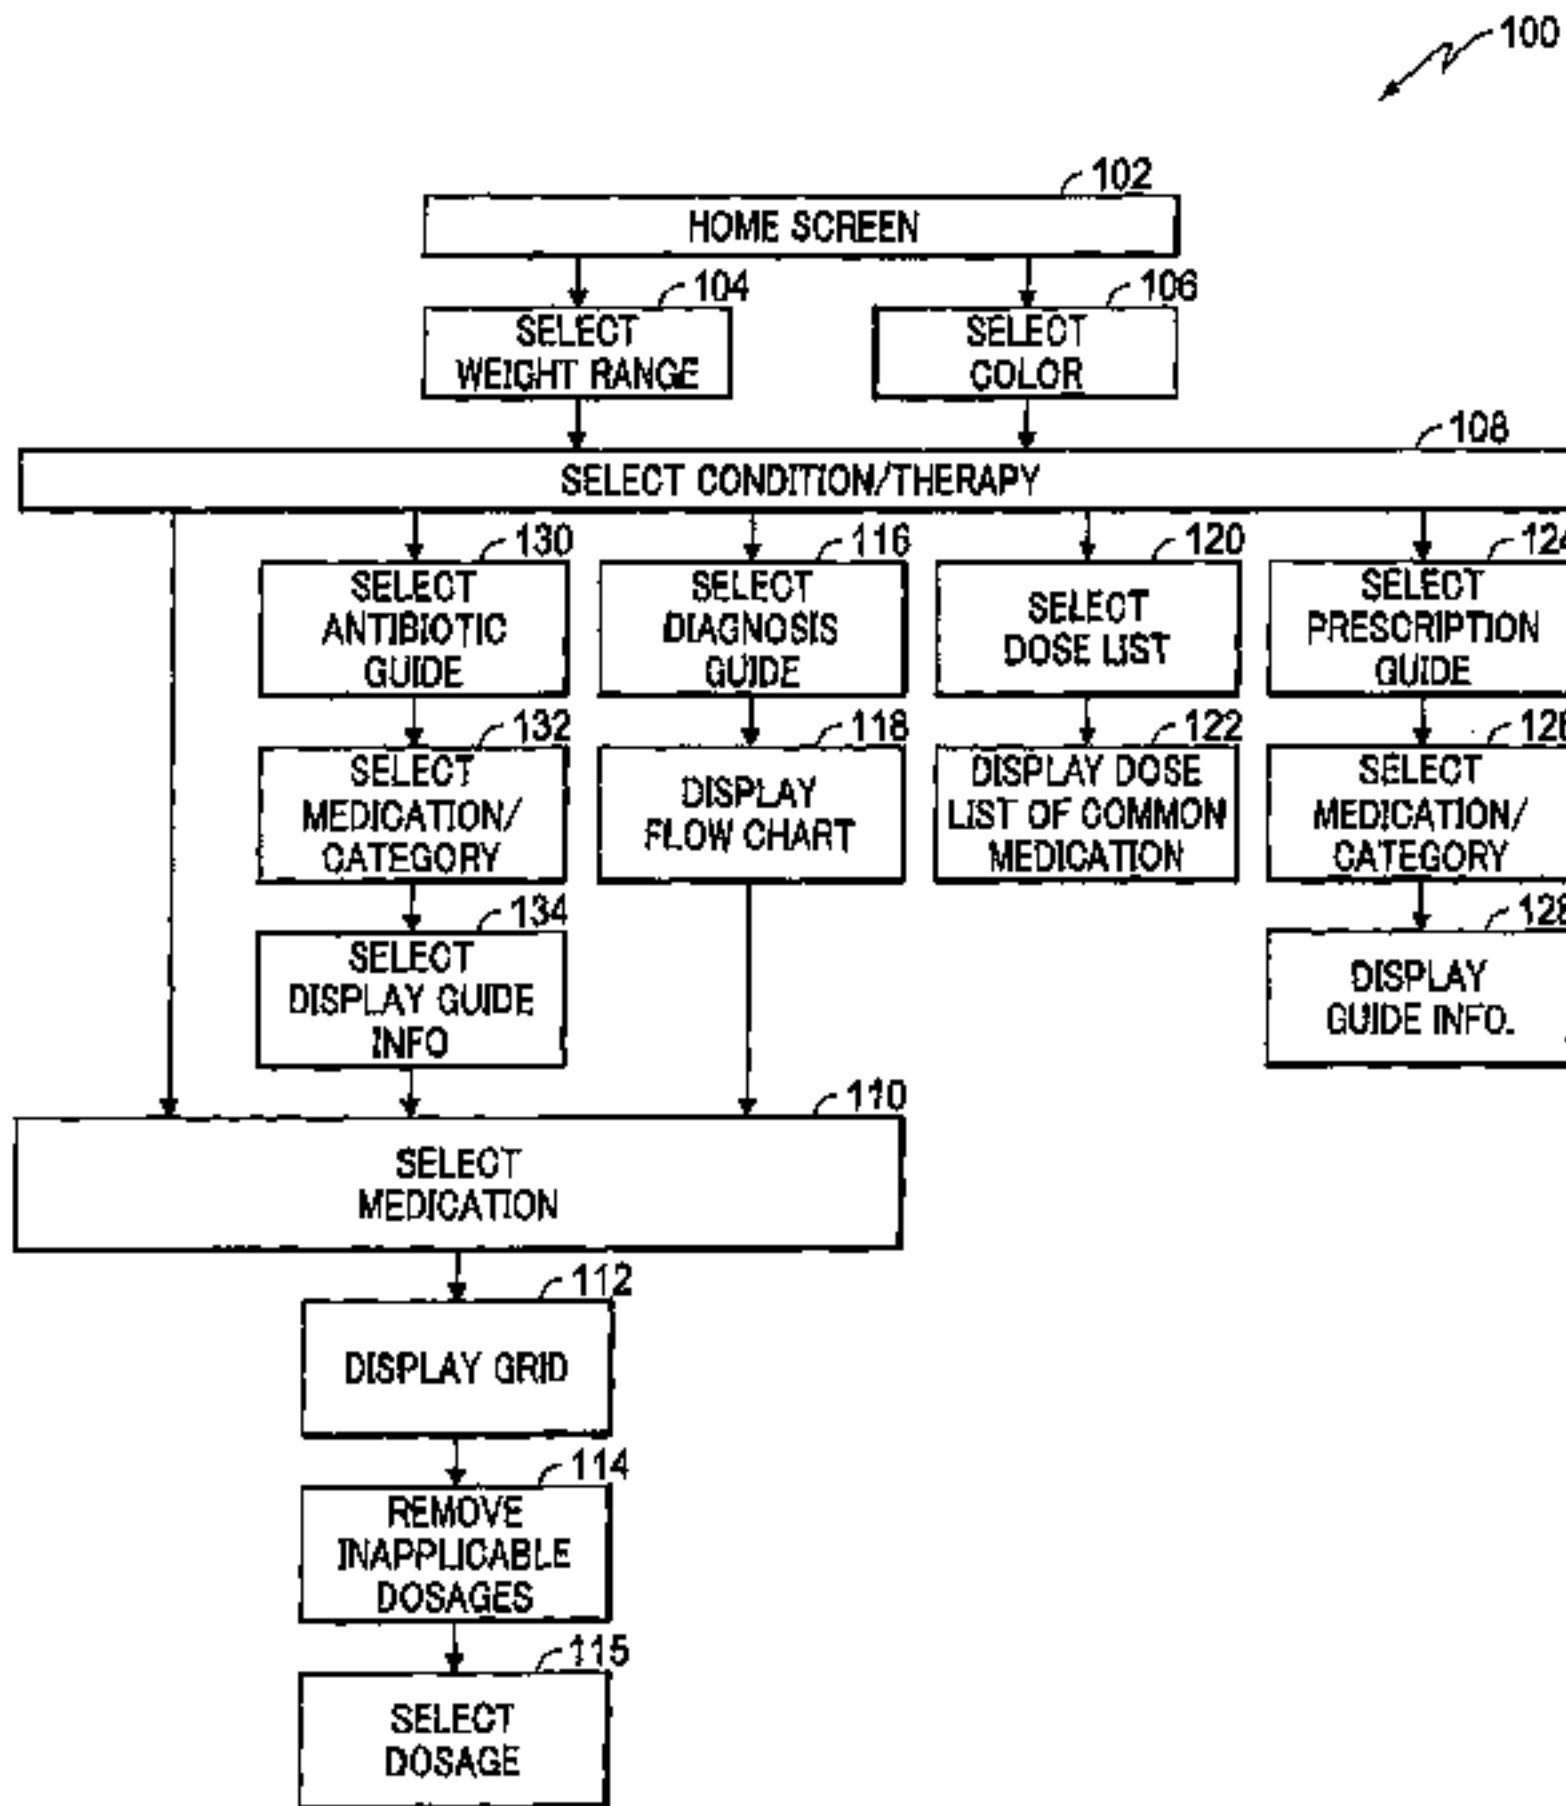 100
102
HOME SCREEN
104
SELECT
WEIGHT RANGE
106
SELECT
COLOR
108
SELECT CONDITION/THERAPY
130
SELECT
ANTIBIOTIC
GUIDE
116
SELECT
DIAGNOSIS
GUIDE
120
SELECT
DOSE LIST
124
SELECT
PRESCRIPTION
GUIDE
132
SELECT
MEDICATION/
CATEGORY
118
DISPLAY
FLOW CHART
122
DISPLAY DOSE
LIST OF COMMON
MEDICATION
126
SELECT
MEDICATION/
CATEGORY
134
SELECT
DISPLAY GUIDE
INFO
128
DISPLAY
GUIDE INFO.
110
SELECT
MEDICATION
112
DISPLAY GRID
114
REMOVE
INAPPLICABLE
DOSAGES
115
SELECT
DOSAGE